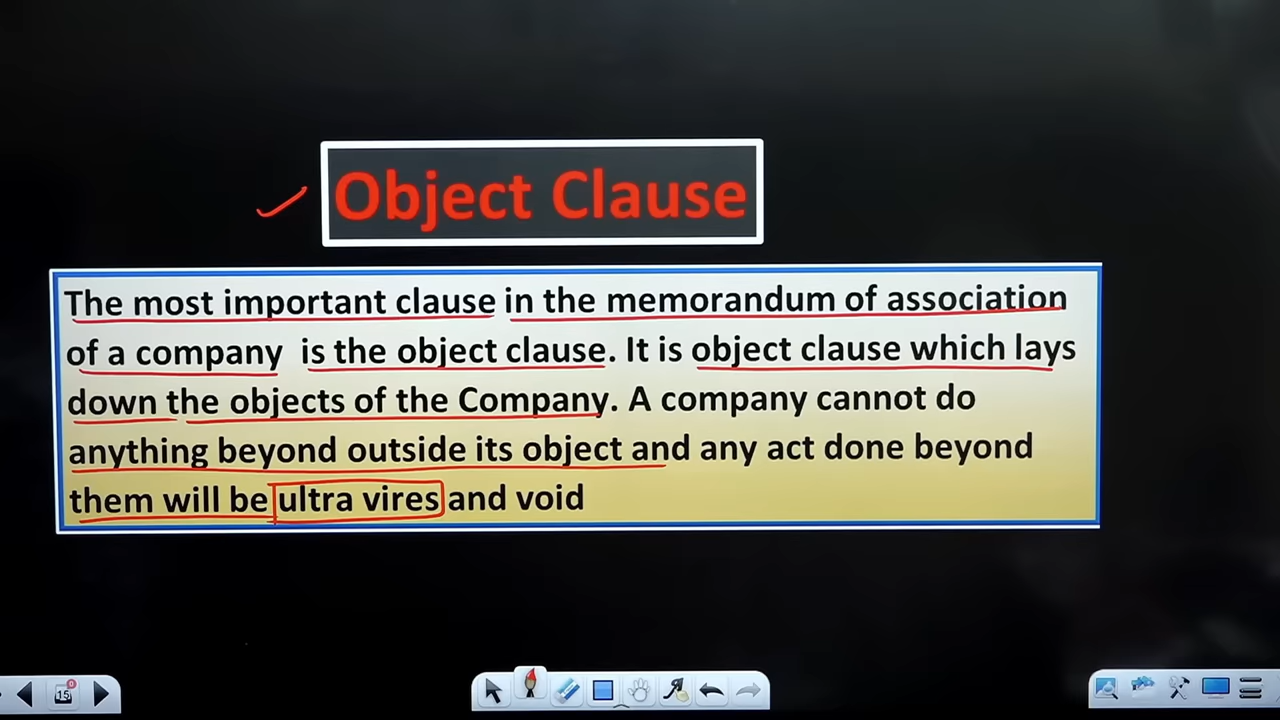 Object Clause
The most important clause in the memorandum of association
of a company is the object clause. It is object clause which lays
down the objects of the Company. A company cannot do
anything beyond outside its object and any act done beyond
them will be ultra vires and void
15
0